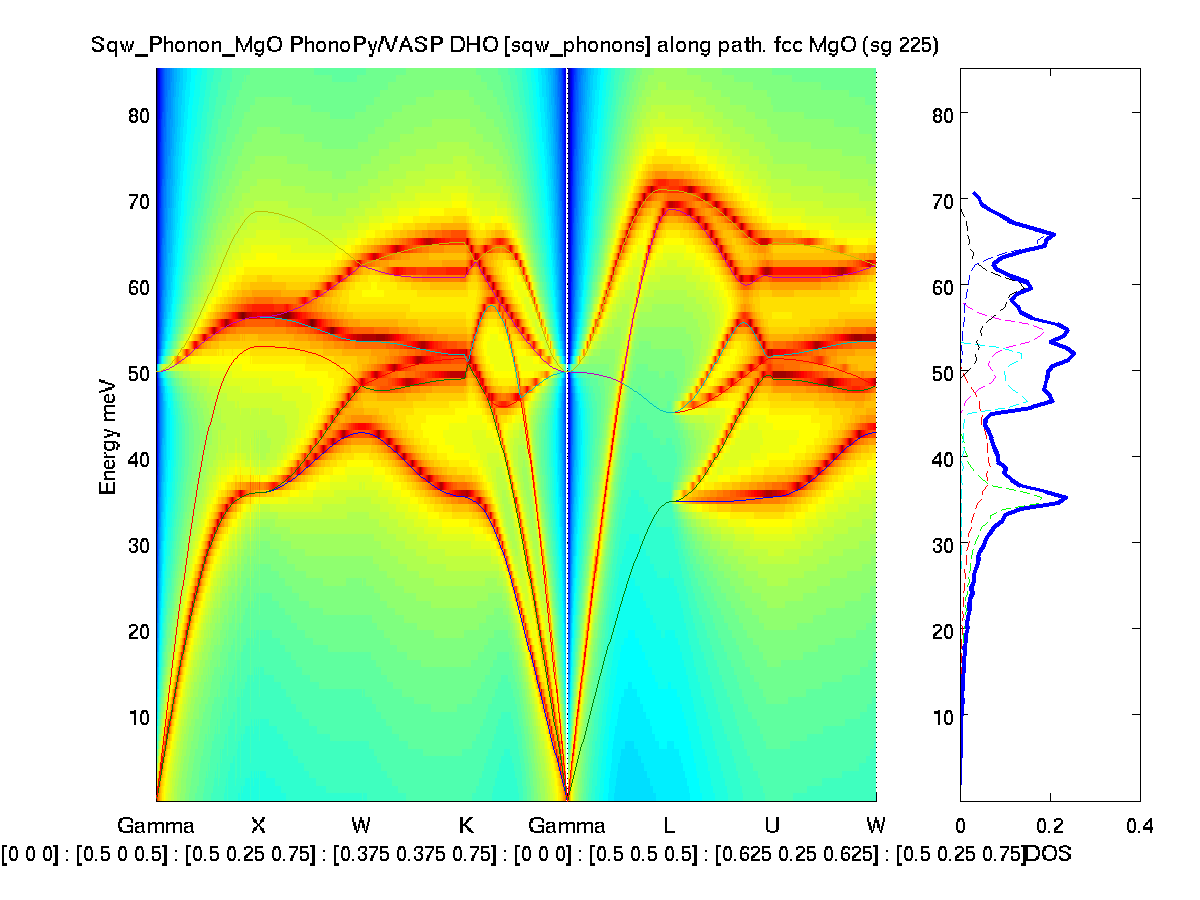 Sqw_Phonon_MgO PhonoPy/VASP DHO [sqw_phonons] along path. fcc MgO (sg 225)
80 80
70 70
60 60
50 50
Energy meV
40 40
30 30
20 20
10 10
Gamma X W K Gamma L U W 0 0.2 0.4
[0 0 0] : [0.5 0 0.5] : [0.5 0.25 0.75] : [0.375 0.375 0.75] : [0 0 0] : [0.5 0.5 0.5] : [0.625 0.25 0.625] : [0.5 0.25 0.75] DOS